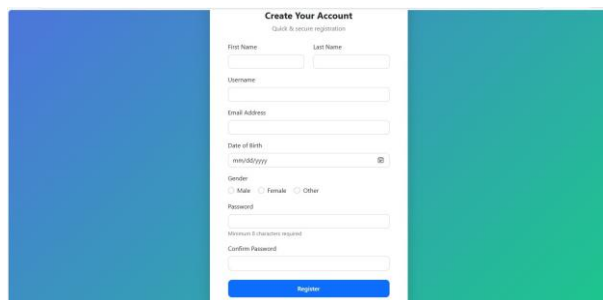 Create Your Account
Quick & secure registration
First Name Last Name
Username
Email Address
Date of Birth
mm/dd/yyyy
Gender
Male Female Other
Password
Minimum 8 characters required
Confirm Password
Register